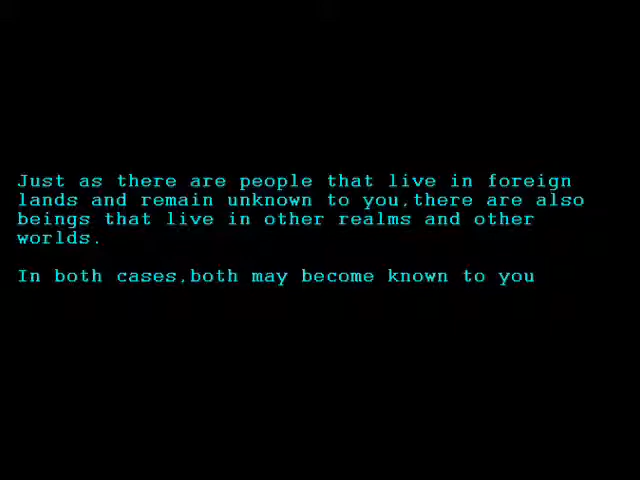 Just as there are people that live in foreign
lands and remain unknown to you,there are also
beings that live in other realms and other
worlds.
In both cases,both may become known to you